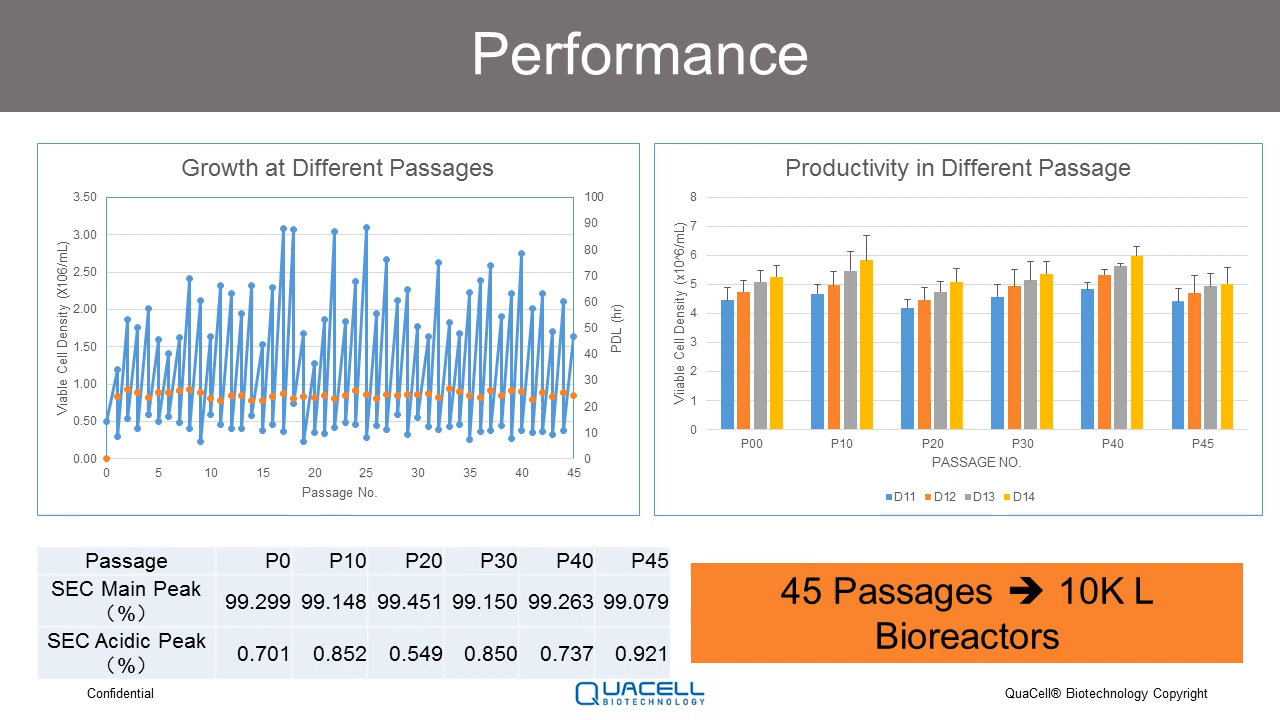 Performance
Growth at Different Passages
3.50
3.00
2.50
2.00
1.50
1.00
0.50
0.00
Viable Cell Density (X106/mL)
100
90
80
70
60
50
40
30
20
10
0
PDL (hr)
0 5 10 15 20 25 30 35 40 45
Passage No.
Productivity in Different Passage
8
7
6
5
4
3
2
1
0
Viiable Cell Density (x10^6/mL)
P00 P10 P20 P30 P40 P45
PASSAGE NO.
D11 D12 D13 D14
Passage P0 P10 P20 P30 P40 P45
SEC Main Peak
（%） 99.299 99.148 99.451 99.150 99.263 99.079
SEC Acidic Peak
（%） 0.701 0.852 0.549 0.850 0.737 0.921
45 Passages ➔ 10K L
Bioreactors
Confidential
QUACELL
BIOTECHNOLOGY
QuaCell® Biotechnology Copyright